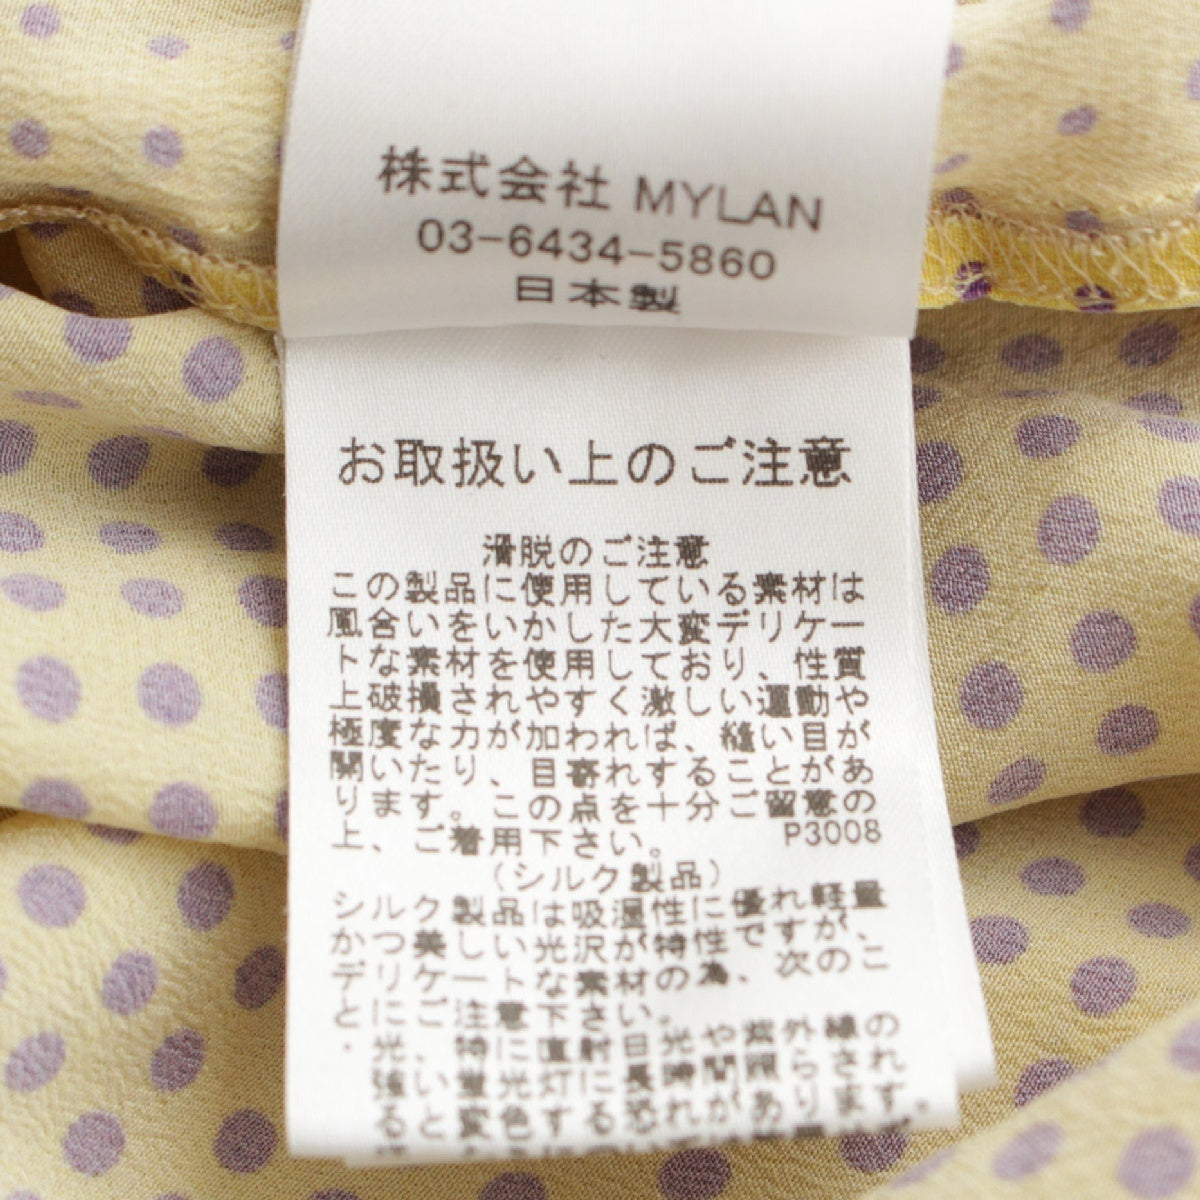 株式会社 MYLAN
03-6434-5860
日本製
お取扱い上のご注意
滑脱のご注意
この製品に使用している素材は
風合いをいかした大変デリケー
トな素材を使用しており、性質
上破損されやすく激しい運動や
極度な力が加われば、縫い目が
開いたり、目寄れすることがあ
ります。この点を十分ご留意の
上、ご着用下さい。 P3008
(シルク製品)
シルク製品は吸湿性に優れ軽量
かつ美しい光沢が特性ですが、
デリケートな素材の為、次のこ
とにご注意下さい。
・光、特に直射日光や紫外線の
強い蛍光灯に長時間照らされ
ると変色する恐れがあります。